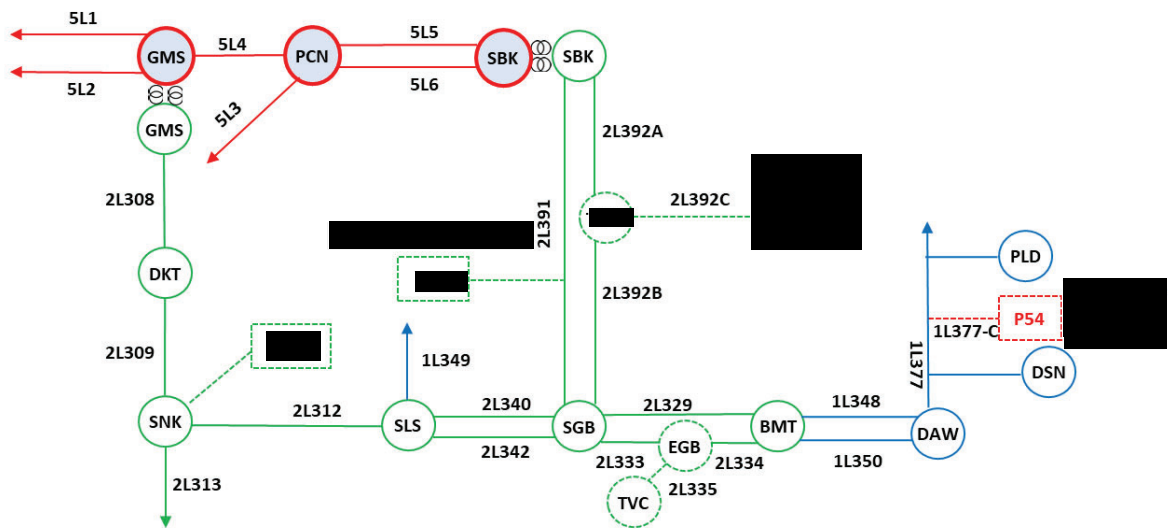 5L1
5L4
5L5
GMS
PCN
SBK
SBK
5L2
5L6
5L3
GMS
2L392A
2L308
2L391
2L392C
DKT
PLD
2L392B
P54
1L377-C
2L309
1L349
1L377
DSN
SNK
2L312
SLS
2L340
SGB
2L329
BMT
1L348
DAW
2L342
2L333
EGB
2L334
1L350
2L313
TVC
2L335